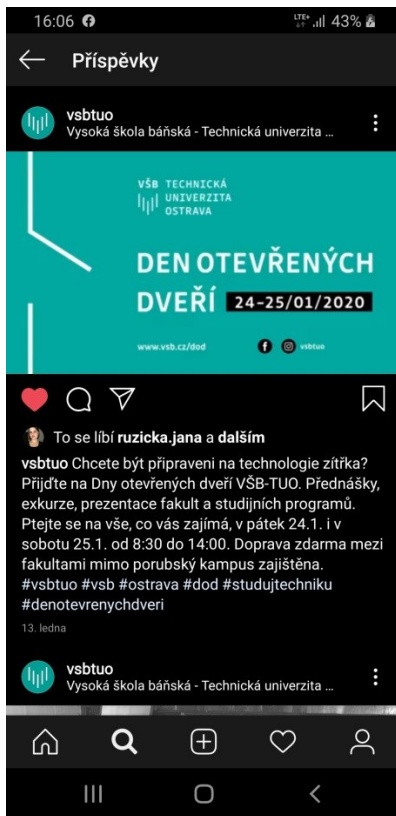 16:06
LTE+ 43%
Příspěvky
vsbtuo
Vysoká škola báňská - Technická univerzita ...
VŠB TECHNICKÁ
UNIVERZITA
OSTRAVA
DEN OTEVŘENÝCH
DVEŘÍ 24–25/01/2020
www.vsb.cz/dod vsbtuo
To se líbí ruzicka.jana a dalším
vsbtuo Chcete být připraveni na technologie zítřka?
Přijďte na Dny otevřených dveří VŠB-TUO. Přednášky,
exkurze, prezentace fakult a studijních programů.
Ptejte se na vše, co vás zajímá, v pátek 24.1. i v
sobotu 25.1. od 8:30 do 14:00. Doprava zdarma mezi
fakultami mimo porubský kampus zajištěna.
#vsbtuo #vsb #ostrava #dod #studujtechniku
#denotevrenychdveri
13. ledna
vsbtuo
Vysoká škola báňská - Technická univerzita ...